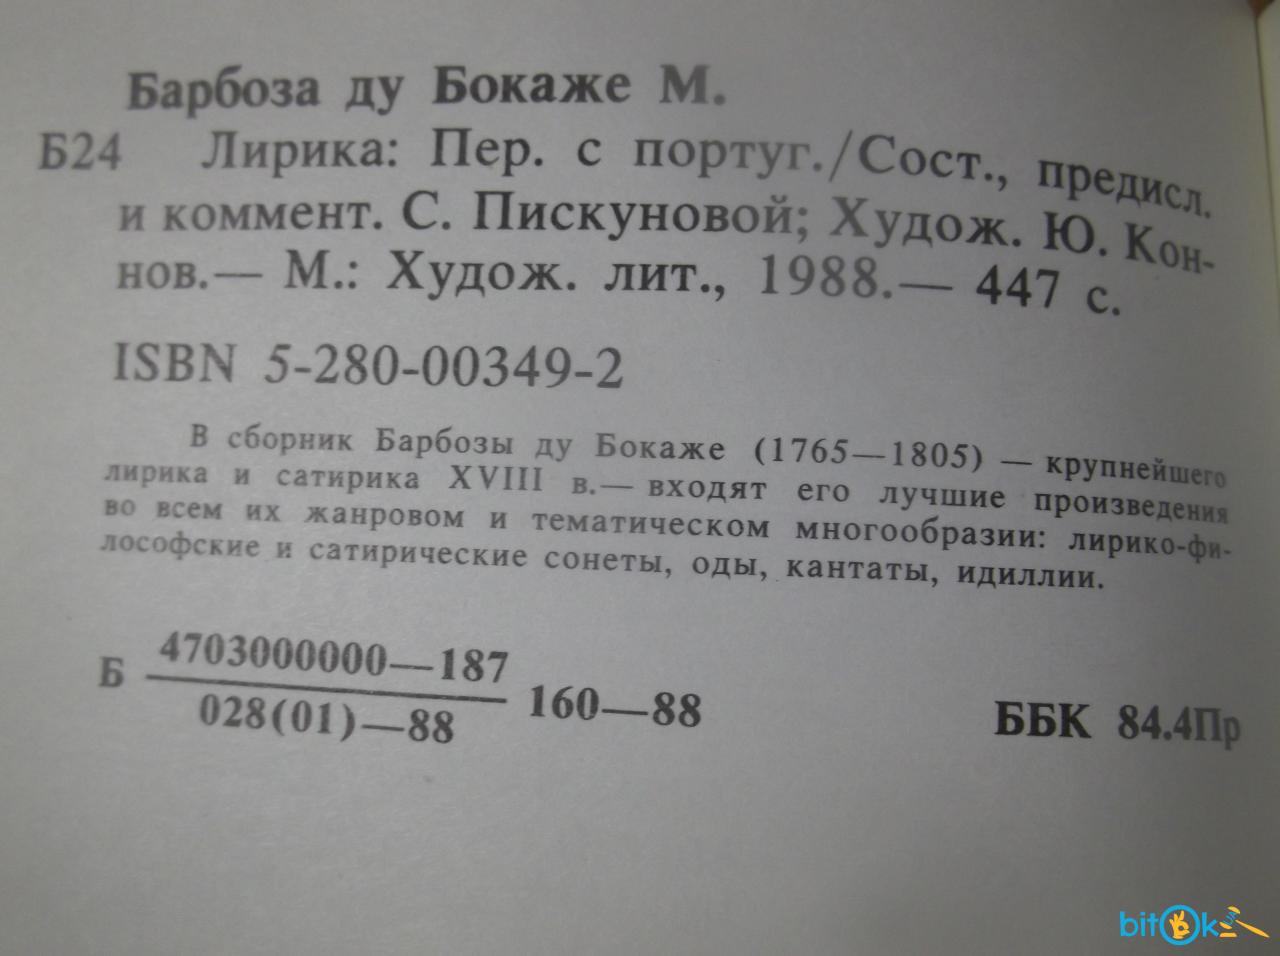 Барбоза ду Бокаже М.
Б24 Лирика: Пер. с португ./Сост., предисл.
и коммент. С. Пискуновой; Худож. Ю. Кон-
нов.— М.: Худож. лит., 1988.— 447 с.
ISBN 5-280-00349-2
В сборник Барбозы ду Бокаже (1765—1805) — крупнейшего
лирика и сатирика XVIII в.— входят его лучшие произведения
во всем их жанровом и тематическом многообразии: лирико-фи-
лософские и сатирические сонеты, оды, кантаты, идиллии.
Б 4703000000—187
028(01)—88
160—88
ББК 84.4Пр
bitOk